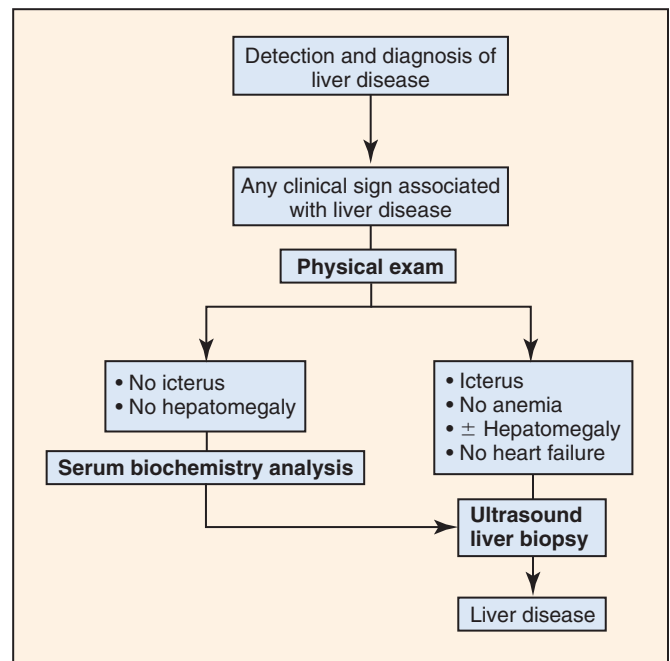 Detection and diagnosis of
liver disease
Any clinical sign associated
with liver disease
Physical exam
• No icterus
• No hepatomegaly
Serum biochemistry analysis
• Icterus
• No anemia
• ± Hepatomegaly
• No heart failure
Ultrasound
liver biopsy
Liver disease